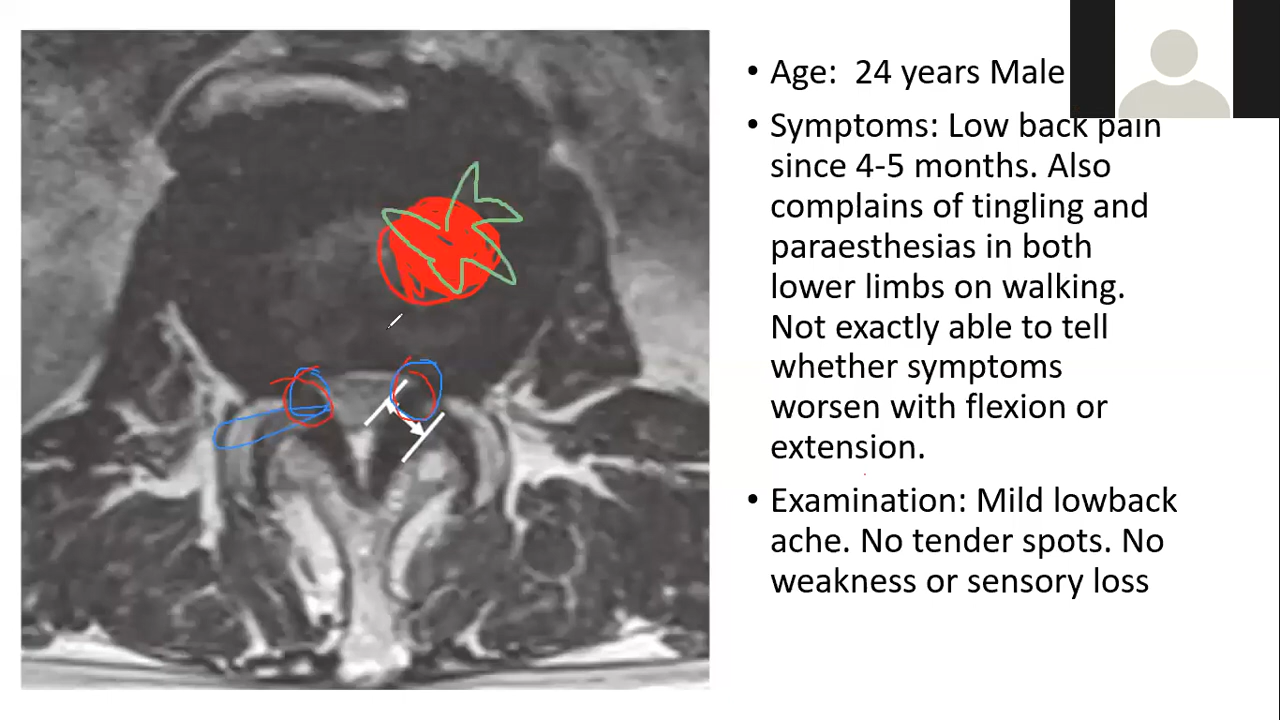 • Age:  24 years Male
• Symptoms: Low back pain
since 4-5 months. Also
complains of tingling and
paraesthesias in both
lower limbs on walking.
Not exactly able to tell
whether symptoms
worsen with flexion or
extension.
• Examination: Mild lowback
ache. No tender spots. No
weakness or sensory loss